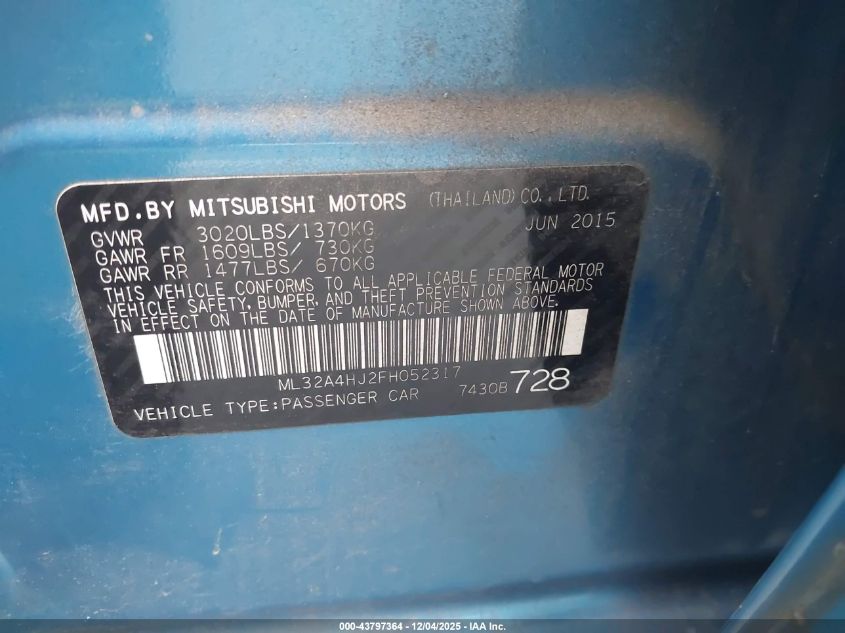 MFD.BY MITSUBISHI MOTORS (THAILAND) CO., LTD.
GVWR 3020LBS/1370KG JUN 2015
GAWR FR 1609LBS/ 730KG
GAWR RR 1477LBS/ 670KG
THIS VEHICLE CONFORMS TO ALL APPLICABLE FEDERAL MOTOR
VEHICLE SAFETY, BUMPER, AND THEFT PREVENTION STANDARDS
IN EFFECT ON THE DATE OF MANUFACTURE SHOWN ABOVE.
ML32A4HJ2FH052317
VEHICLE TYPE:PASSENGER CAR 7430B 728
000-43797364 - 12/04/2025 - IAA Inc.